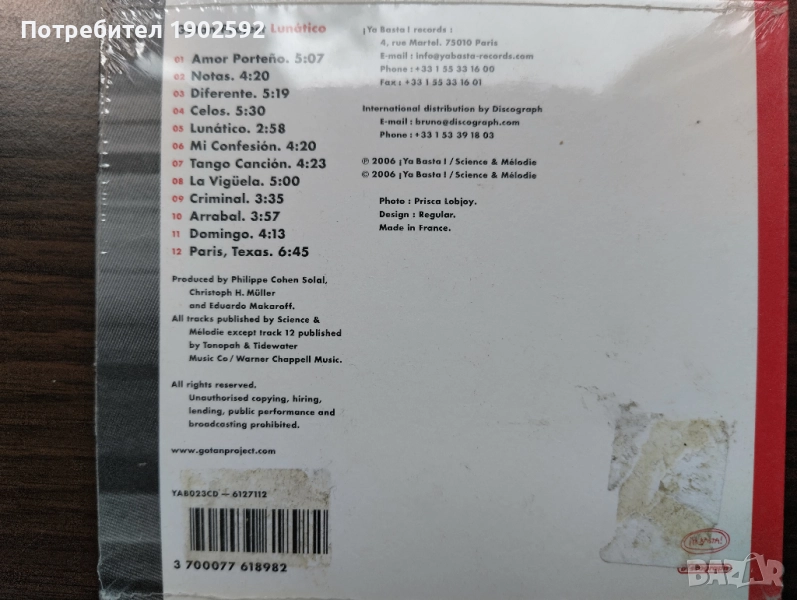 Потребител 1902592
Lunático
01 Amor Porteño. 5:07
02 Notas. 4:20
03 Diferente. 5:19
04 Celos. 5:30
05 Lunático. 2:58
06 Mi Confesión. 4:20
07 Tango Canción. 4:23
08 La Vigüela. 5:00
09 Criminal. 3:35
10 Arrabal. 3:57
11 Domingo. 4:13
12 Paris, Texas. 6:45
Produced by Philippe Cohen Solal,
Christoph H. Müller
and Eduardo Makaroff.
All tracks published by Science &
Mélodie except track 12 published
by Tonopah & Tidewater
Music Co / Warner Chappell Music.
All rights reserved.
Unauthorised copying, hiring,
lending, public performance and
broadcasting prohibited.
www.gotanproject.com
YAB023CD – 6127112
3 700077 618982
¡Ya Basta! records :
4, rue Martel. 75010 Paris
E-mail : info@yabasta-records.com
Phone : +33 1 55 33 16 00
Fax : +33 1 55 33 16 01
International distribution by Discograph
E-mail : bruno@discograph.com
Phone : +33 1 53 39 18 03
℗ 2006 ¡Ya Basta! / Science & Mélodie
© 2006 ¡Ya Basta! / Science & Mélodie
Photo : Prisca Lobjoy.
Design : Regular.
Made in France.
BAZAR